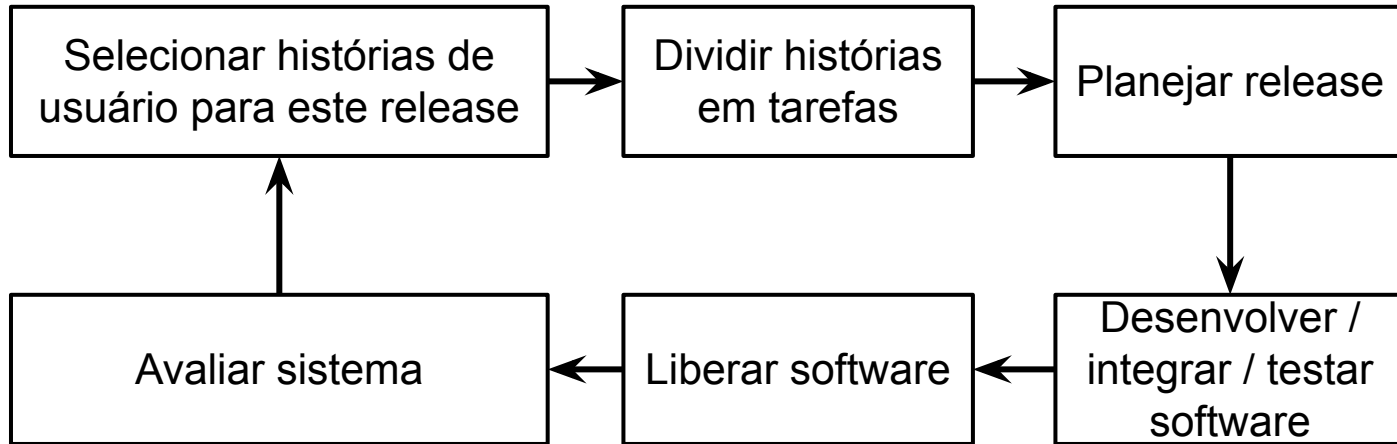 Selecionar histórias de
usuário para este release
Dividir histórias
em tarefas
Planejar release
Avaliar sistema
Liberar software
Desenvolver /
integrar / testar
software